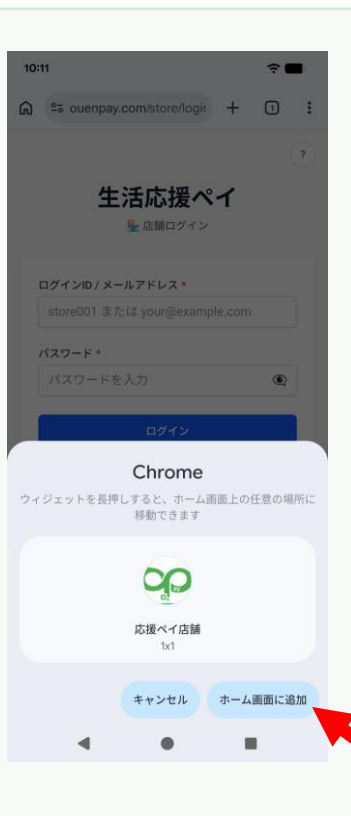 10:11
ouenpay.com/store/logir
1
?
生活応援ペイ
店舗ログイン
ログインID / メールアドレス *
store001 または your@example.com
パスワード *
パスワードを入力
ログイン
Chrome
ウィジェットを長押しすると、ホーム画面上の任意の場所に
移動できます
応援ペイ店舗
1x1
キャンセル
ホーム画面に追加